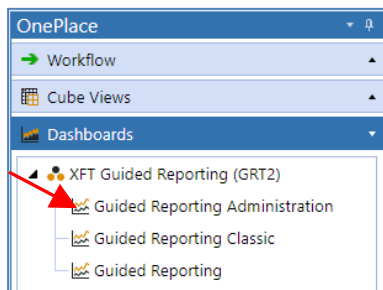 OnePlace
Workflow
Cube Views
Dashboards
XFT Guided Reporting (GRT2)
Guided Reporting Administration
Guided Reporting Classic
Guided Reporting